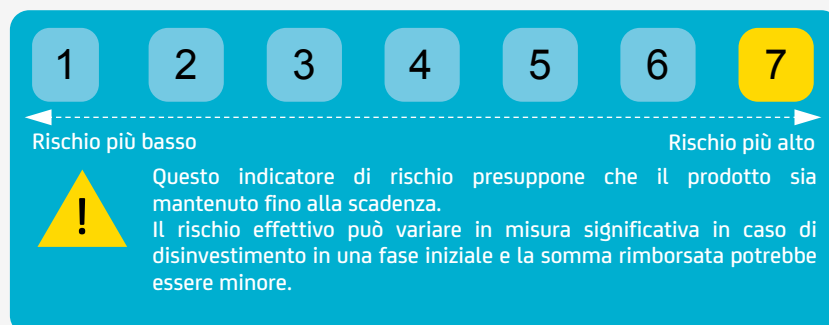 1 2 3 4 5 6 7
Rischio più basso Rischio più alto
!
Questo indicatore di rischio presuppone che il prodotto sia
mantenuto fino alla scadenza.
Il rischio effettivo può variare in misura significativa in caso di
disinvestimento in una fase iniziale e la somma rimborsata potrebbe
essere minore.